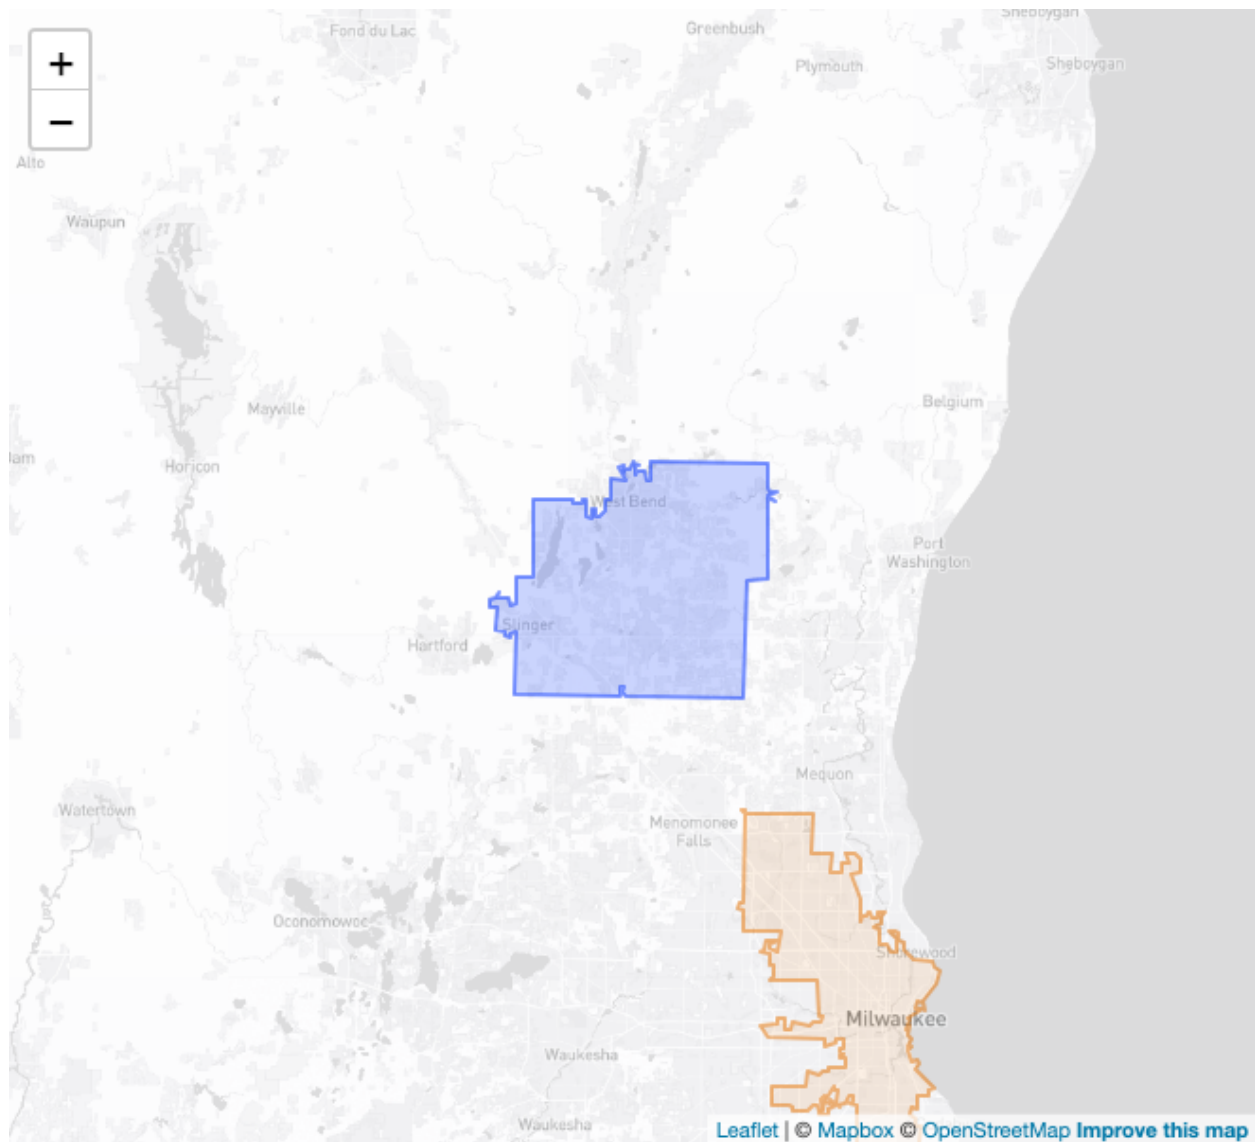 Sheboygan
Fond du Lac
Greenbush
+
Plymouth
Sheboygan
−
Alto
Waupun
Belgium
Mayville
Jam
Horicon
West Bend
Port
Washington
Slinger
Hartford
Mequon
Watertown
Menomonee
Falls
Oconomowoc
Shorewood
Milwaukee
Waukesha
Waukesha
Leaflet | © Mapbox © OpenStreetMap Improve this map